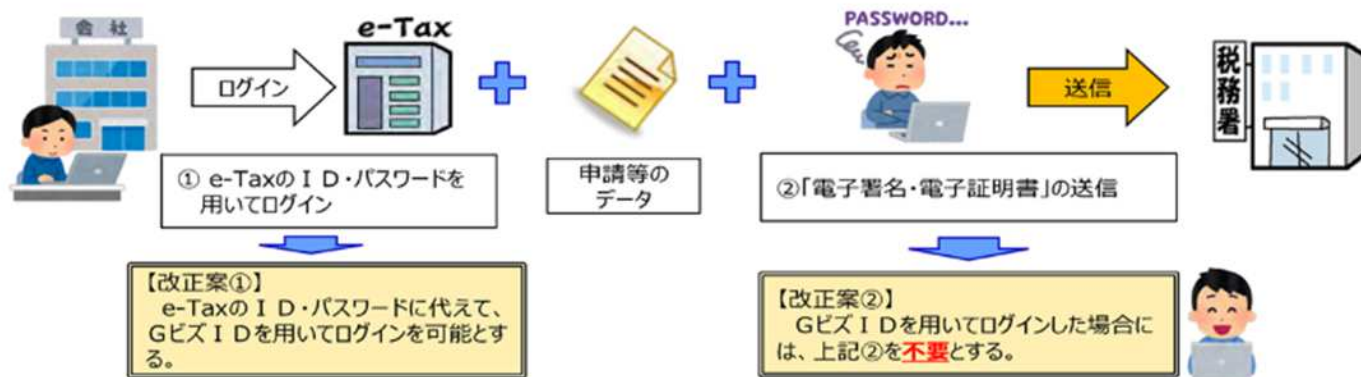 会社
e-Tax
PASSWORD...
ログイン
送信
税務署
① e-TaxのＩＤ・パスワードを
用いてログイン
申請等の
データ
②「電子署名・電子証明書」の送信
【改正案①】
e-TaxのＩＤ・パスワードに代えて、
ＧビズＩＤを用いてログインを可能とす
る。
【改正案②】
ＧビズＩＤを用いてログインした場合に
は、上記②を不要とする。